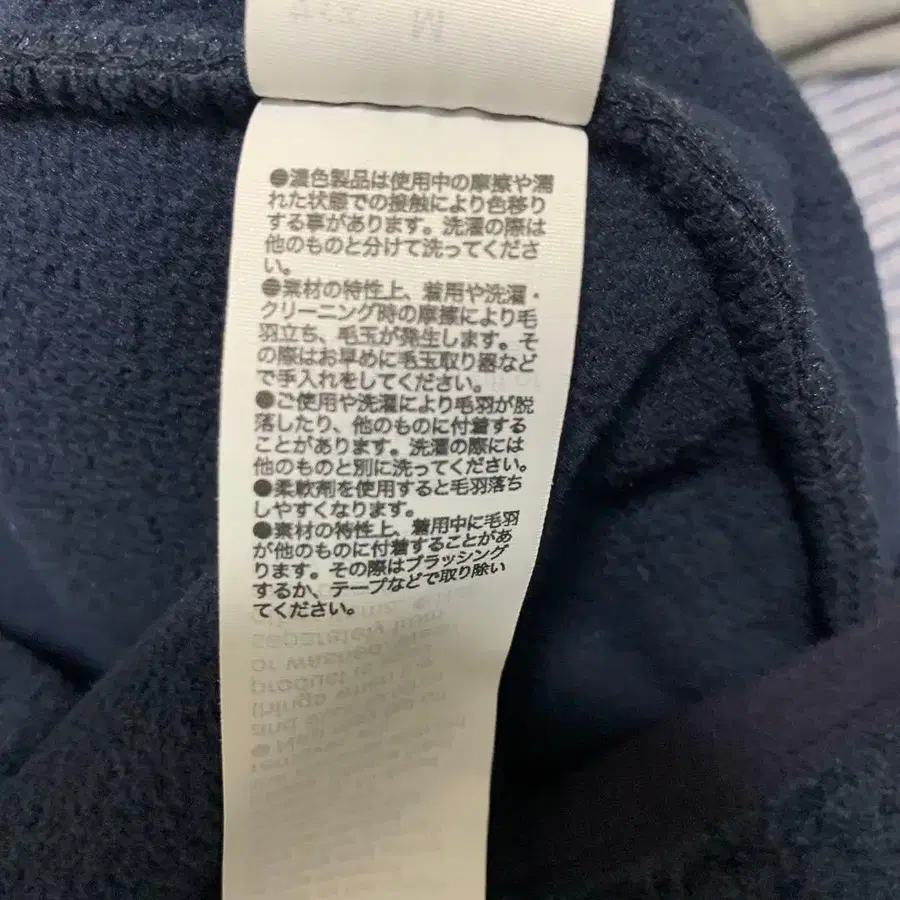 M
●濃色製品は使用中の摩擦や濡
れた状態での接触により色移り
する事があります。洗濯の際は
他のものと分けて洗ってくださ
い。
●素材の特性上、着用や洗濯・
クリーニング時の摩擦により毛
羽立ち、毛玉が発生します。そ
の際はお早めに毛玉取り器など
で手入れをしてください。
●ご使用や洗濯により毛羽が脱
落したり、他のものに付着する
ことがあります。洗濯の際には
他のものと別に洗ってください。
●柔軟剤を使用すると毛羽落ち
しやすくなります。
●素材の特性上、着用中に毛羽
が他のものに付着することがあ
ります。その際はブラッシング
するか、テープなどで取り除い
てください。